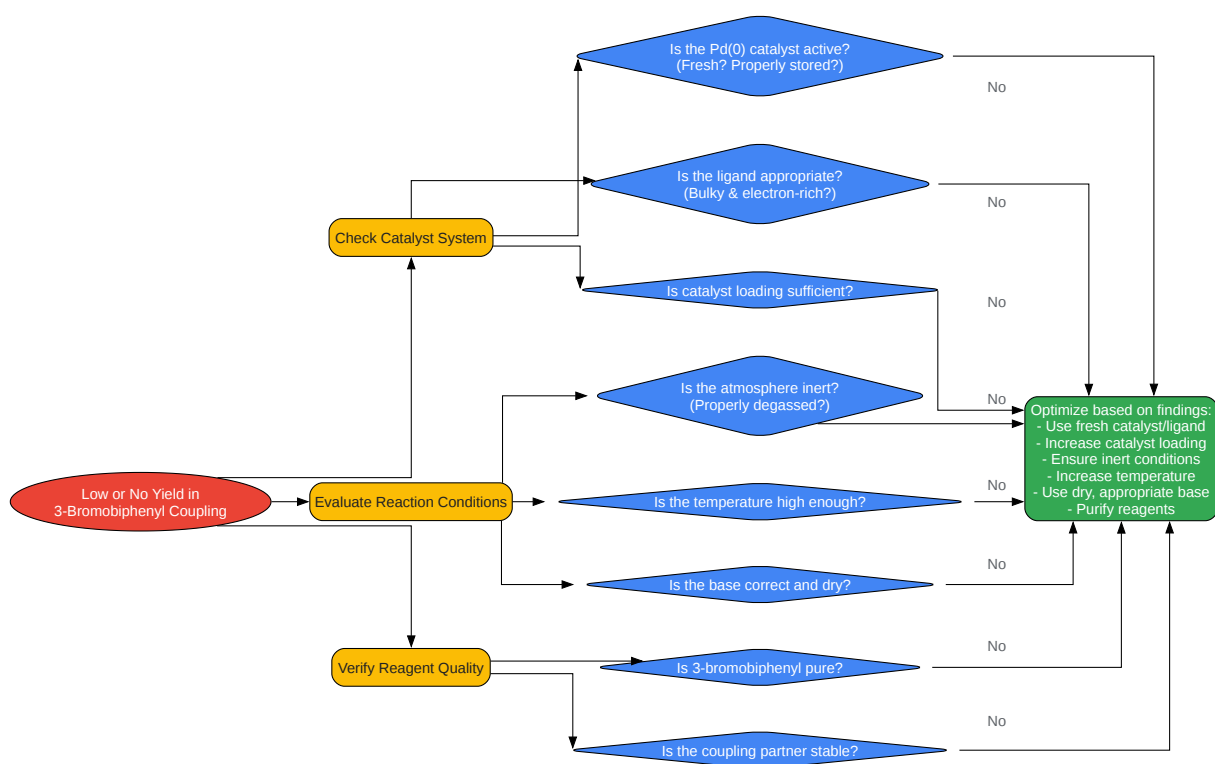 Is the Pd(0) catalyst active?
(Fresh? Properly stored?)
No
Is the ligand appropriate?
(Bulky & electron-rich?)
No
Check Catalyst System
Is catalyst loading sufficient?
No
Is the atmosphere inert?
(Properly degassed?)
No
Low or No Yield in
3-Bromobiphenyl Coupling
Evaluate Reaction Conditions
Is the temperature high enough?
No
Optimize based on findings:
- Use fresh catalyst/ligand
- Increase catalyst loading
- Ensure inert conditions
- Increase temperature
- Use dry, appropriate base
- Purify reagents
Is the base correct and dry?
No
Verify Reagent Quality
Is 3-bromobiphenyl pure?
No
Is the coupling partner stable?
No